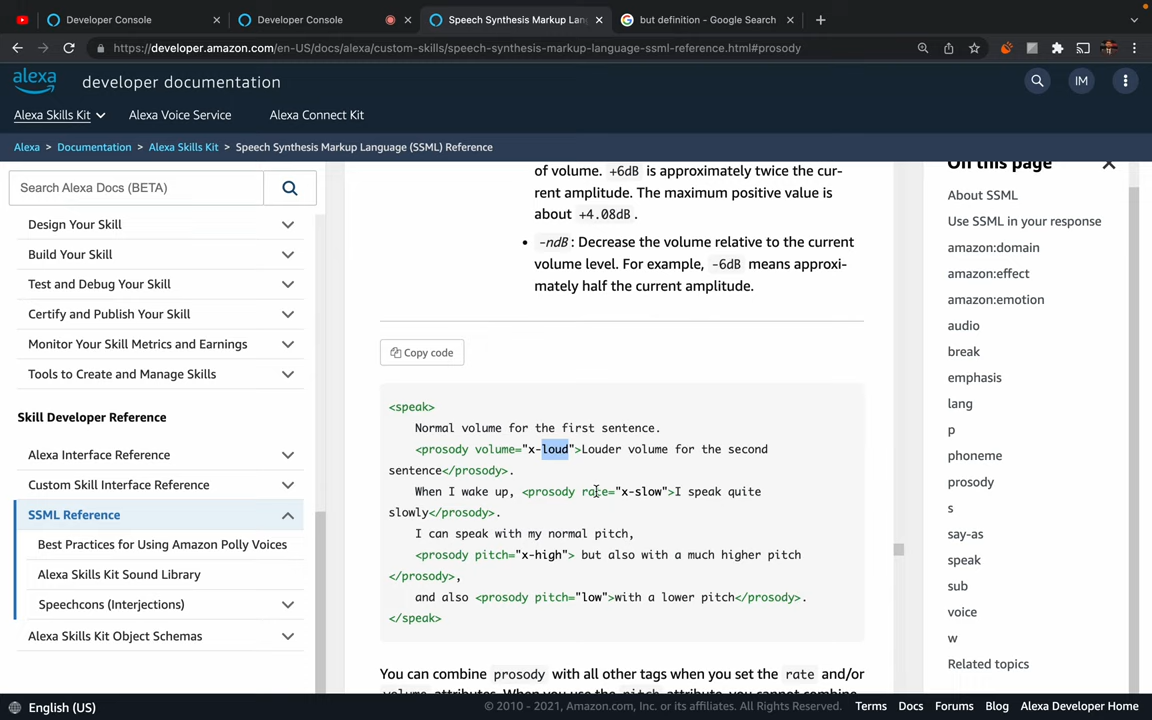 Developer Console
Developer Console
Speech Synthesis Markup Lan
but definition - Google Search
https://developer.amazon.com/en-US/docs/alexa/custom-skills/speech-synthesis-markup-language-ssml-reference.html#prosody
alexa
developer documentation
IM
Alexa Skills Kit
Alexa Voice Service
Alexa Connect Kit
Alexa > Documentation > Alexa Skills Kit > Speech Synthesis Markup Language (SSML) Reference
Search Alexa Docs (BETA)
Design Your Skill
Build Your Skill
Test and Debug Your Skill
Certify and Publish Your Skill
Monitor Your Skill Metrics and Earnings
Tools to Create and Manage Skills
Skill Developer Reference
Alexa Interface Reference
Custom Skill Interface Reference
SSML Reference
Best Practices for Using Amazon Polly Voices
Alexa Skills Kit Sound Library
Speechcons (Interjections)
Alexa Skills Kit Object Schemas
English (US)
of volume. +6dB is approximately twice the cur-
rent amplitude. The maximum positive value is
about +4.08dB.
• -ndB: Decrease the volume relative to the current
volume level. For example, -6dB means approxi-
mately half the current amplitude.
Copy code
<speak>
Normal volume for the first sentence.
<prosody volume="x-loud">Louder volume for the second
sentence</prosody>.
When I wake up, <prosody rate="x-slow">I speak quite
slowly</prosody>.
I can speak with my normal pitch,
<prosody pitch="x-high"> but also with a much higher pitch
</prosody>,
and also <prosody pitch="low">with a lower pitch</prosody>.
</speak>
You can combine prosody with all other tags when you set the rate and/or
volume attributes. When you use the pitch attribute, you cannot combine
On this page
About SSML
Use SSML in your response
amazon:domain
amazon:effect
amazon:emotion
audio
break
emphasis
lang
p
phoneme
prosody
s
say-as
speak
sub
voice
w
Related topics
© 2010 - 2021, Amazon.com, Inc. or its affiliates. All Rights Reserved.
Terms
Docs
Forums
Blog
Alexa Developer Home